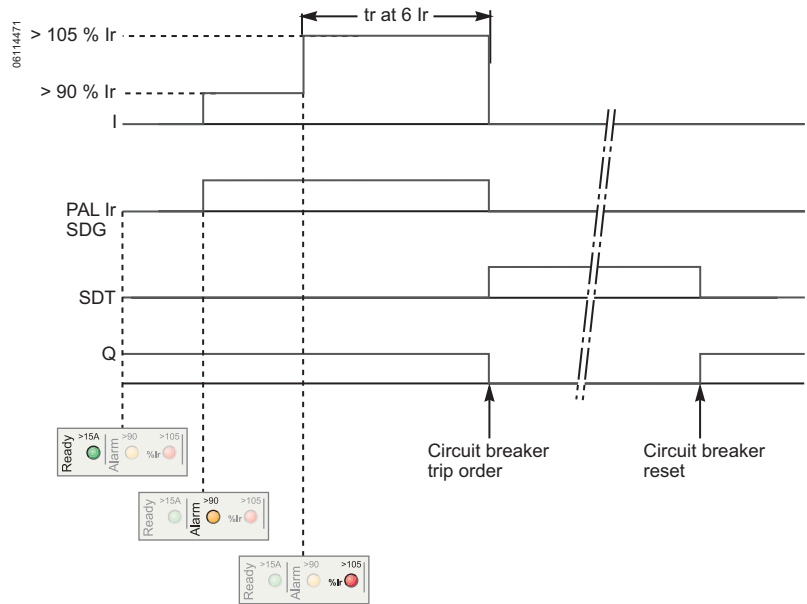 06114471
tr at 6 Ir
> 105 % Ir
> 90 % Ir
I
PAL Ir
SDG
SDT
Q
Circuit breaker
trip order
Circuit breaker
reset
Ready >15A Alarm >90 %Ir >105
Ready >15A Alarm >90 %Ir >105
Ready >15A Alarm >90 %Ir >105